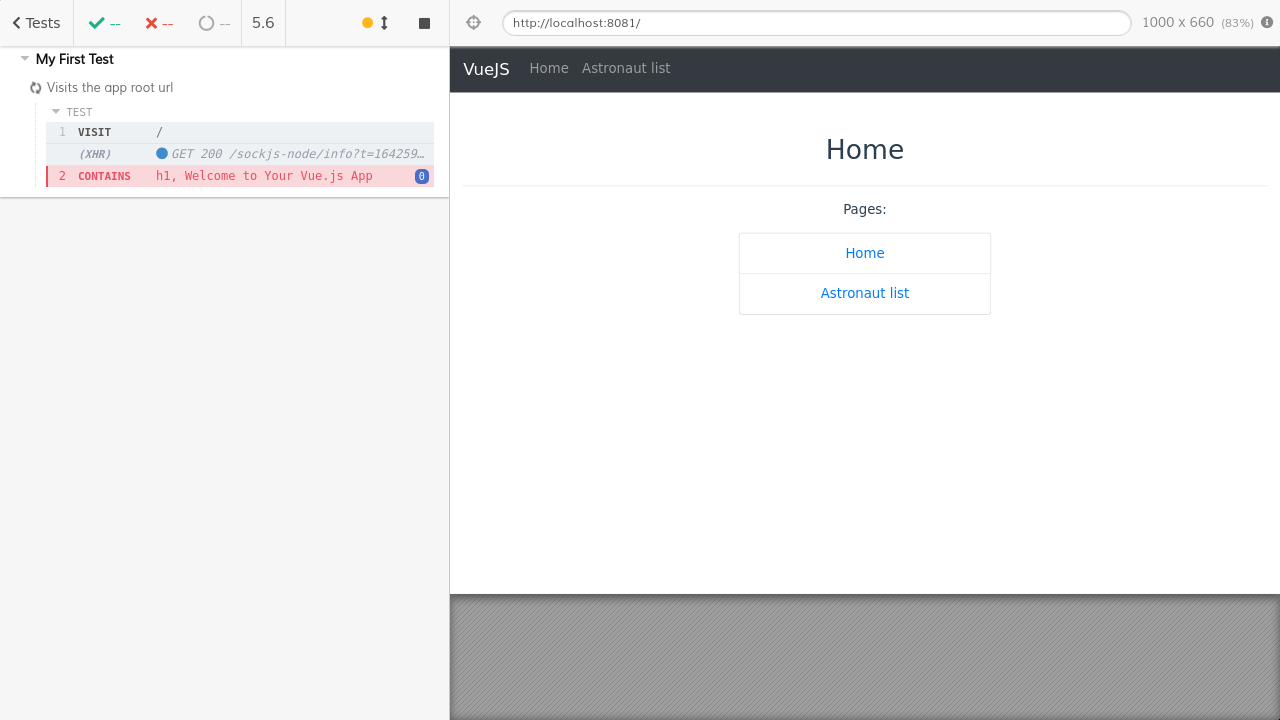 Tests -- -- -- 5.6
http://localhost:8081/ 1000 x 660 (83%)
My First Test
Visits the app root url
TEST
1 VISIT /
(XHR) GET 200 /sockjs-node/info?t=164259…
2 CONTAINS h1, Welcome to Your Vue.js App 0
VueJS Home Astronaut list
Home
Pages:
Home
Astronaut list